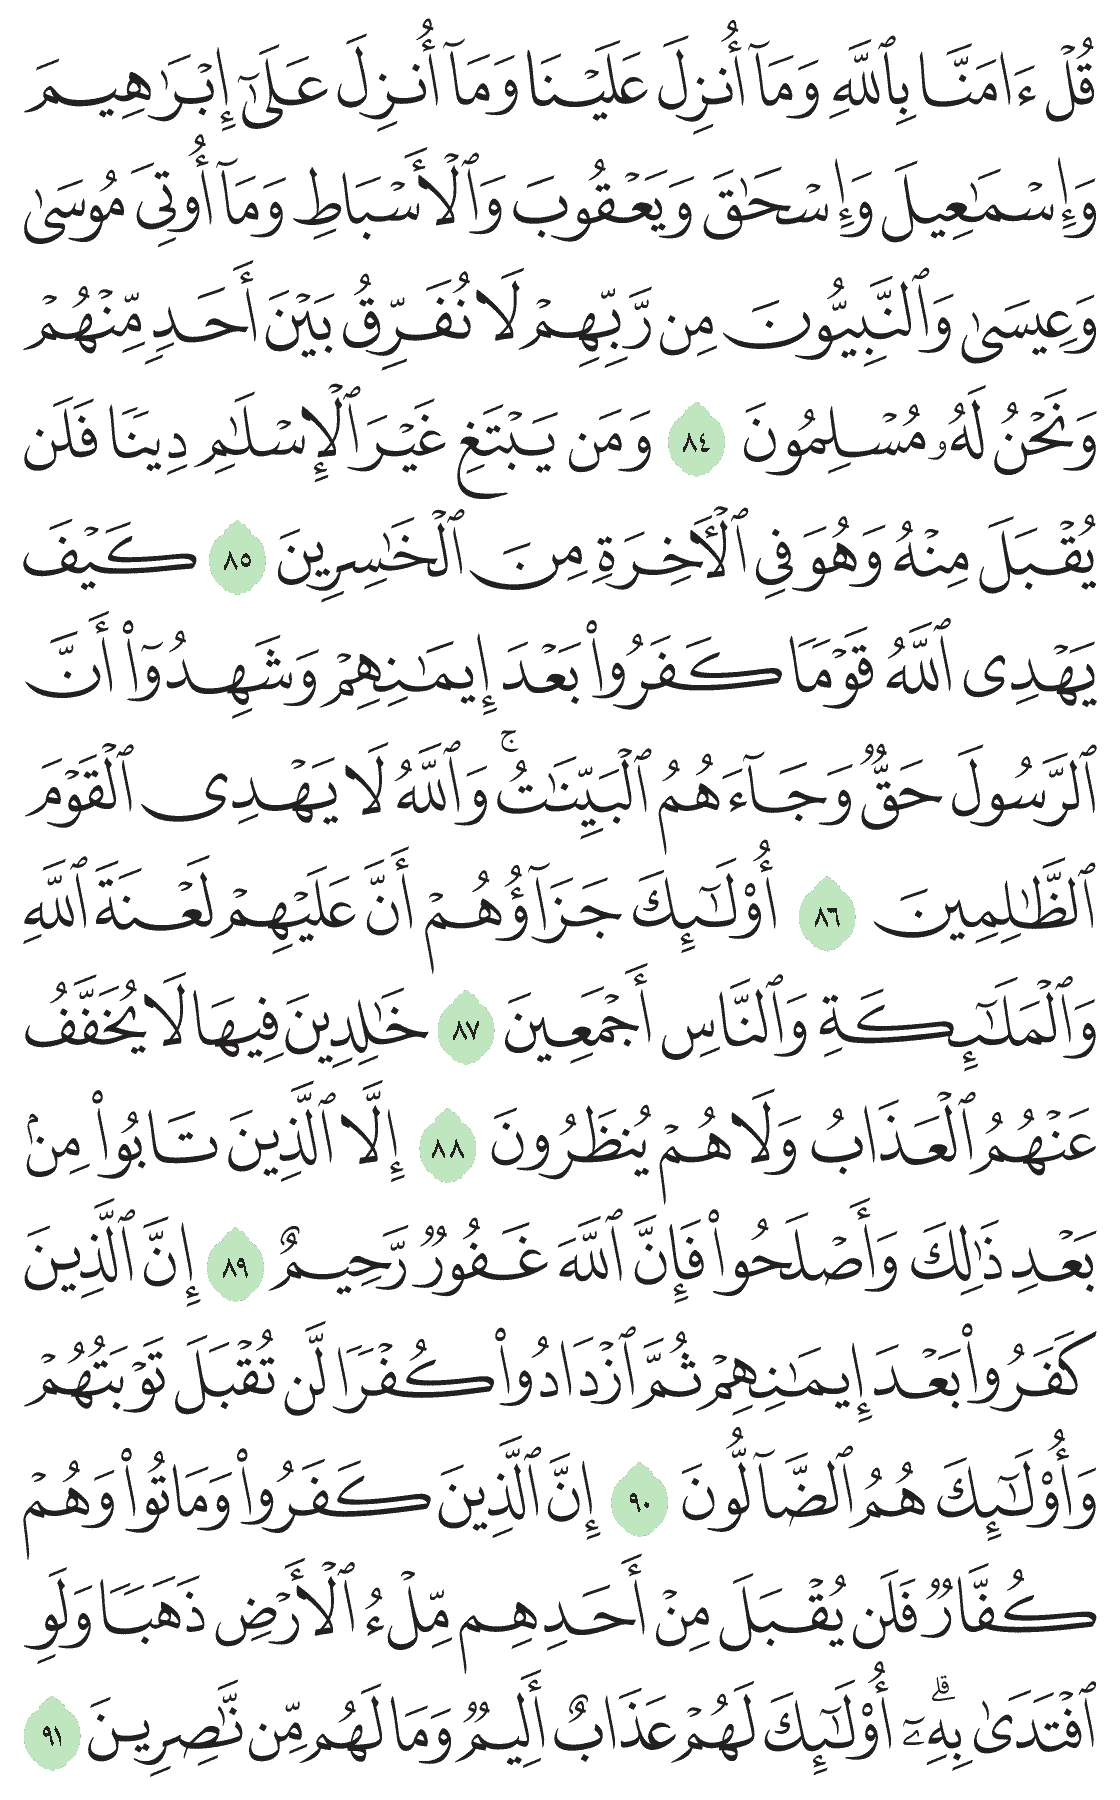 قُلْ ءَامَنَّا بِٱللَّهِ وَمَآ أُنزِلَ عَلَيْنَا وَمَآ أُنزِلَ عَلَىٰٓ إِبْرَٰهِيمَ
وَإِسْمَٰعِيلَ وَإِسْحَٰقَ وَيَعْقُوبَ وَٱلْأَسْبَاطِ وَمَآ أُوتِىَ مُوسَىٰ
وَعِيسَىٰ وَٱلنَّبِيُّونَ مِن رَّبِّهِمْ لَا نُفَرِّقُ بَيْنَ أَحَدٍ مِّنْهُمْ
وَنَحْنُ لَهُۥ مُسْلِمُونَ ٨٤ وَمَن يَبْتَغِ غَيْرَ ٱلْإِسْلَٰمِ دِينًا فَلَن
يُقْبَلَ مِنْهُ وَهُوَ فِى ٱلْأَخِرَةِ مِنَ ٱلْخَٰسِرِينَ ٨٥ كَيْفَ
يَهْدِى ٱللَّهُ قَوْمًا كَفَرُوا۟ بَعْدَ إِيمَٰنِهِمْ وَشَهِدُوٓا۟ أَنَّ
ٱلرَّسُولَ حَقٌّ وَجَآءَهُمُ ٱلْبَيِّنَٰتُ ۚ وَٱللَّهُ لَا يَهْدِى ٱلْقَوْمَ
ٱلظَّٰلِمِينَ ٨٦ أُو۟لَٰٓئِكَ جَزَآؤُهُمْ أَنَّ عَلَيْهِمْ لَعْنَةَ ٱللَّهِ
وَٱلْمَلَٰٓئِكَةِ وَٱلنَّاسِ أَجْمَعِينَ ٨٧ خَٰلِدِينَ فِيهَا لَا يُخَفَّفُ
عَنْهُمُ ٱلْعَذَابُ وَلَا هُمْ يُنظَرُونَ ٨٨ إِلَّا ٱلَّذِينَ تَابُوا۟ مِنۢ
بَعْدِ ذَٰلِكَ وَأَصْلَحُوا۟ فَإِنَّ ٱللَّهَ غَفُورٌ رَّحِيمٌ ٨٩ إِنَّ ٱلَّذِينَ
كَفَرُوا۟ بَعْدَ إِيمَٰنِهِمْ ثُمَّ ٱزْدَادُوا۟ كُفْرًا لَّن تُقْبَلَ تَوْبَتُهُمْ
وَأُو۟لَٰٓئِكَ هُمُ ٱلضَّآلُّونَ ٩٠ إِنَّ ٱلَّذِينَ كَفَرُوا۟ وَمَاتُوا۟ وَهُمْ
كُفَّارٌ فَلَن يُقْبَلَ مِنْ أَحَدِهِم مِّلْءُ ٱلْأَرْضِ ذَهَبًا وَلَوِ
ٱفْتَدَىٰ بِهِۦٓ ۗ أُو۟لَٰٓئِكَ لَهُمْ عَذَابٌ أَلِيمٌ وَمَا لَهُم مِّن نَّٰصِرِينَ ٩١